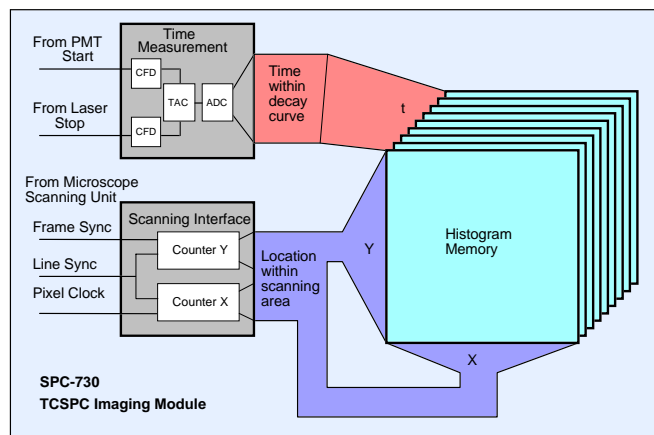 From PMT
Start
Time
Measurement
CFD
TAC
ADC
From Laser
Stop
CFD
Time
within
decay
curve
t
From Microscope
Scanning Unit
Scanning Interface
Frame Sync
Counter Y
Line Sync
Pixel Clock
Counter X
Location
within
scanning
area
Y
Histogram
Memory
X
SPC-730
TCSPC Imaging Module